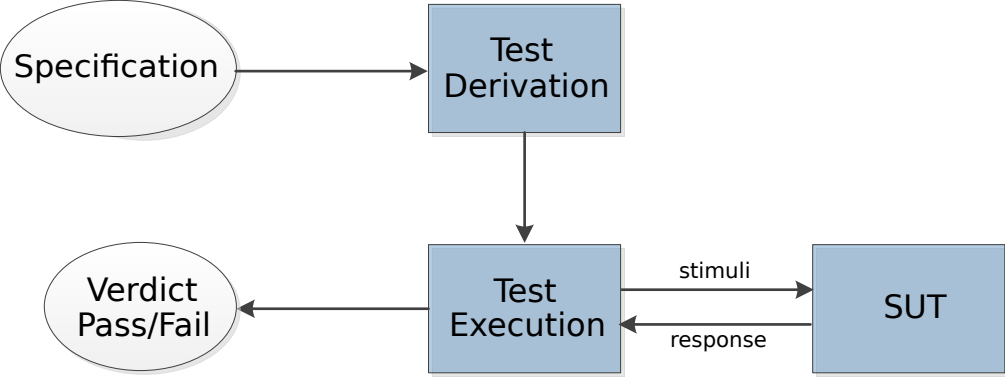 Specification
Test
Derivation
Verdict
Pass/Fail
Test
Execution
stimuli
response
SUT